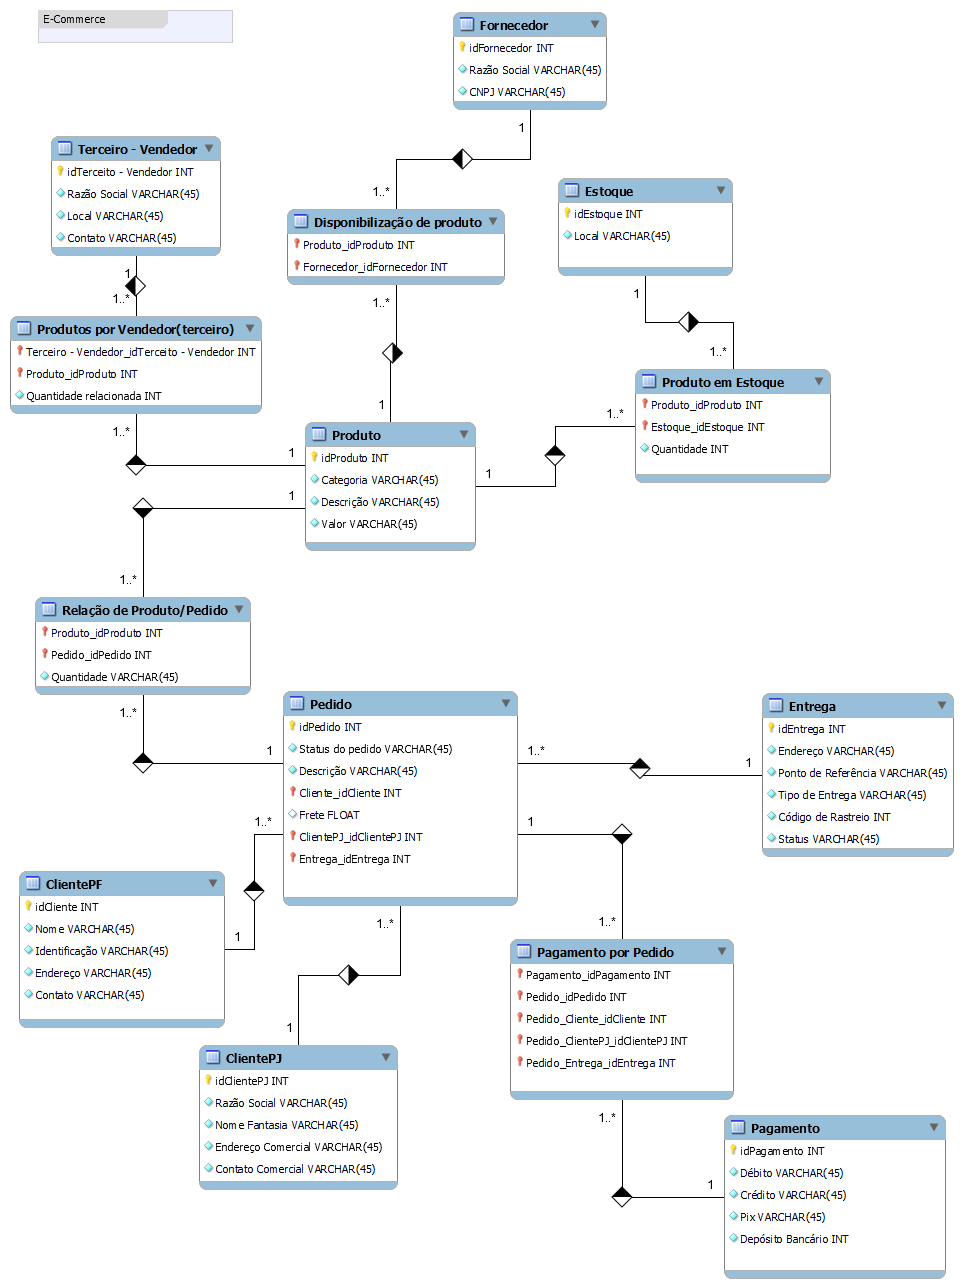 E-Commerce
Fornecedor
idFornecedor INT
Razão Social VARCHAR(45)
CNPJ VARCHAR(45)
1
1..*
Terceiro - Vendedor
idTerceito - Vendedor INT
Razão Social VARCHAR(45)
Local VARCHAR(45)
Contato VARCHAR(45)
1
1..*
Disponibilização de produto
Produto_idProduto INT
Fornecedor_idFornecedor INT
1..*
1
Estoque
idEstoque INT
Local VARCHAR(45)
1
1..*
Produtos por Vendedor(terceiro)
Terceiro - Vendedor_idTerceito - Vendedor INT
Produto_idProduto INT
Quantidade relacionada INT
1..*
1
Produto em Estoque
Produto_idProduto INT
Estoque_idEstoque INT
Quantidade INT
1..*
1
Produto
idProduto INT
Categoria VARCHAR(45)
Descrição VARCHAR(45)
Valor VARCHAR(45)
1
1..*
Relação de Produto/Pedido
Produto_idProduto INT
Pedido_idPedido INT
Quantidade VARCHAR(45)
1..*
1
Pedido
idPedido INT
Status do pedido VARCHAR(45)
Descrição VARCHAR(45)
Cliente_idCliente INT
Frete FLOAT
ClientePJ_idClientePJ INT
Entrega_idEntrega INT
1..*
1
Entrega
idEntrega INT
Endereço VARCHAR(45)
Ponto de Referência VARCHAR(45)
Tipo de Entrega VARCHAR(45)
Código de Rastreio INT
Status VARCHAR(45)
1..*
1
ClientePF
idCliente INT
Nome VARCHAR(45)
Identificação VARCHAR(45)
Endereço VARCHAR(45)
Contato VARCHAR(45)
1..*
1
ClientePJ
idClientePJ INT
Razão Social VARCHAR(45)
Nome Fantasia VARCHAR(45)
Endereço Comercial VARCHAR(45)
Contato Comercial VARCHAR(45)
1
1..*
Pagamento por Pedido
Pagamento_idPagamento INT
Pedido_idPedido INT
Pedido_Cliente_idCliente INT
Pedido_ClientePJ_idClientePJ INT
Pedido_Entrega_idEntrega INT
1..*
1
Pagamento
idPagamento INT
Débito VARCHAR(45)
Crédito VARCHAR(45)
Pix VARCHAR(45)
Depósito Bancário INT